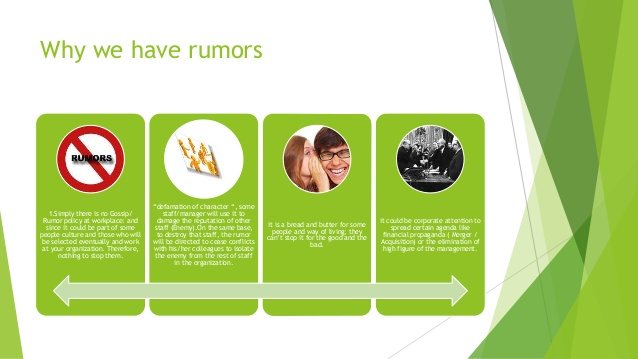 Why we have rumors
RUMORS
1.Simply there is no Gossip/
Rumor policy at workplace: and
since it could be part of some
people culture and those who will
be selected eventually and work
at your organization. Therefore,
nothing to stop them.
"defamation of character ", some
staff/manager will use it to
damage the reputation of other
staff (Enemy).On the same base,
to destroy that staff, the rumor
will be directed to cease conflicts
with his/her colleagues to isolate
the enemy from the rest of staff
in the organization.
It is a bread and butter for some
people and way of living; they
can't stop it for the good and the
bad.
It could be corporate attention to
spread certain agenda like
financial propaganda ( Merger /
Acquisition) or the elimination of
high figure of the management.